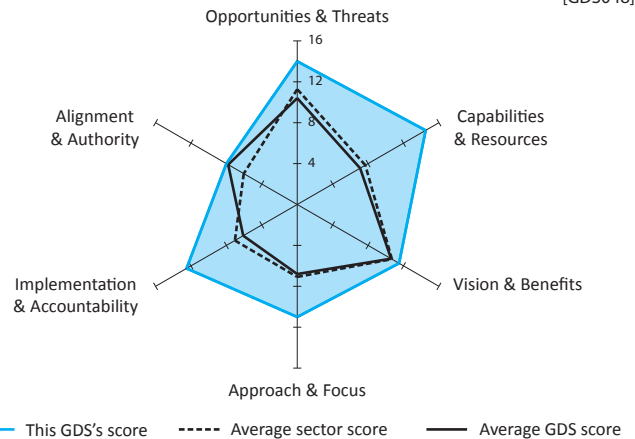 Opportunities & Threats
16
12
8
4
Alignment
& Authority
Capabilities
& Resources
Implementation
& Accountability
Vision & Benefits
Approach & Focus
This GDS's score
Average sector score
Average GDS score